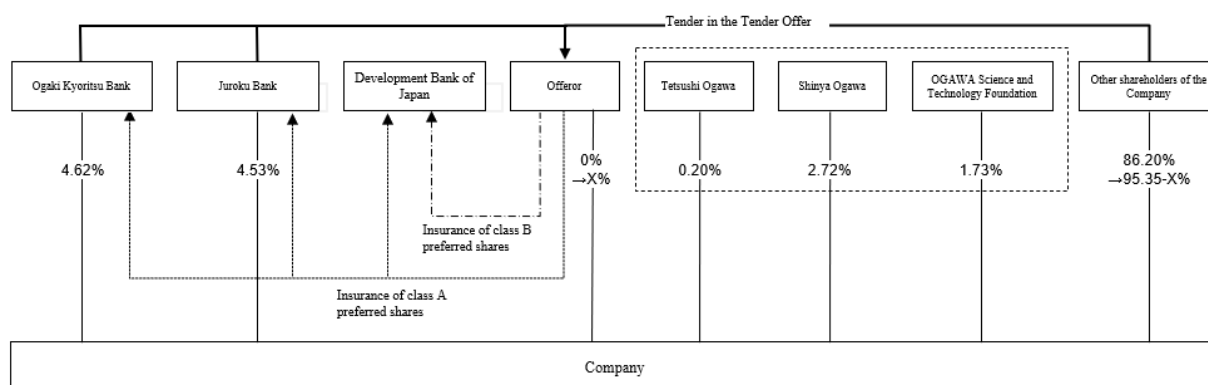 Tender in the Tender Offer
Ogaki Kyoritsu Bank
Juroku Bank
Development Bank of
Japan
Offeror
Tetsushi Ogawa
Shinya Ogawa
OGAWA Science and
Technology Foundation
Other shareholders of the
Company
4.62%
4.53%
0%
→X%
0.20%
2.72%
1.73%
86.20%
→95.35-X%
Insurance of class B
preferred shares
Insurance of class A
preferred shares
Company